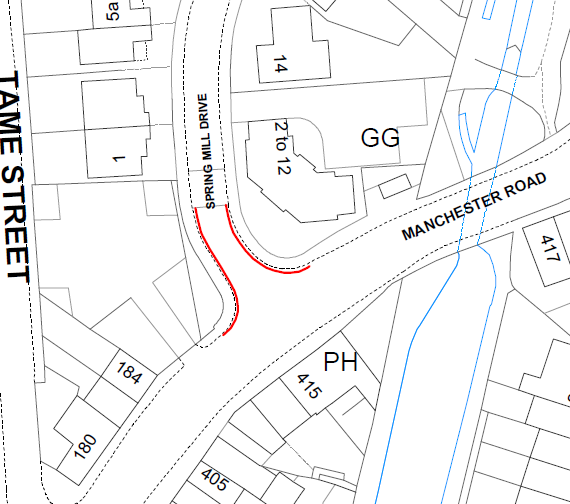 5a
14
TAME STREET
SPRING MILL DRIVE
2 to 12
GG
1
MANCHESTER ROAD
417
PH
184
415
180
405